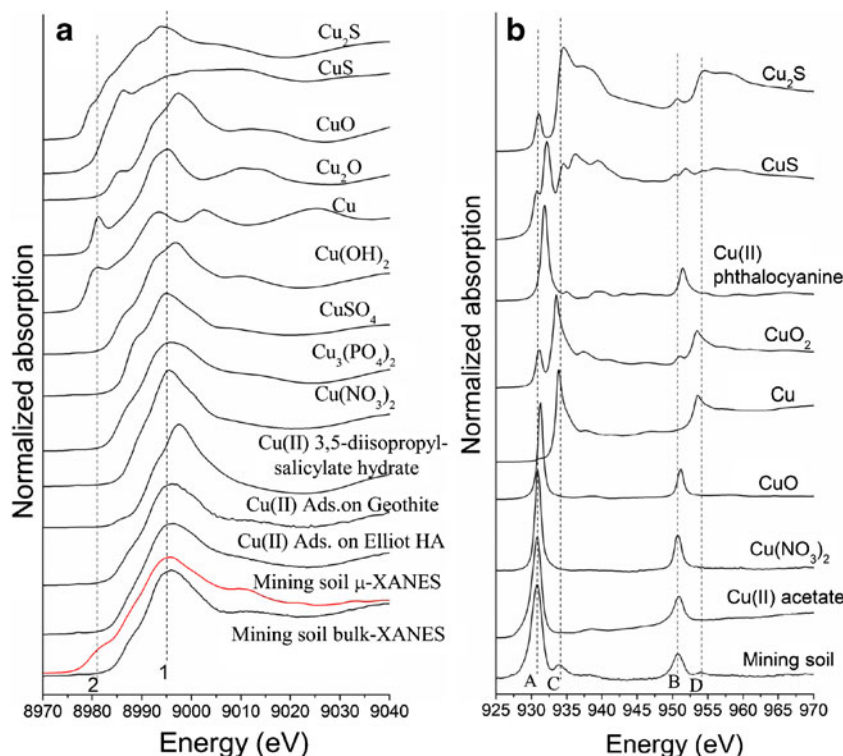 a
Normalized absorption
Cu₂S
CuS
CuO
Cu₂O
Cu
Cu(OH)₂
CuSO₄
Cu₃(PO₄)₂
Cu(NO₃)₂
Cu(II) 3,5-diisopropyl-
salicylate hydrate
Cu(II) Ads.on Geothite
Cu(II) Ads. on Elliot HA
Mining soil μ-XANES
Mining soil bulk-XANES
2 1
8970 8980 8990 9000 9010 9020 9030 9040
Energy (eV)
b
Normalized absorption
Cu₂S
CuS
Cu(II)
phthalocyanine
CuO₂
Cu
CuO
Cu(NO₃)₂
Cu(II) acetate
Mining soil
A C B D
925 935 940 945 950 955 960 965 970
Energy (eV)